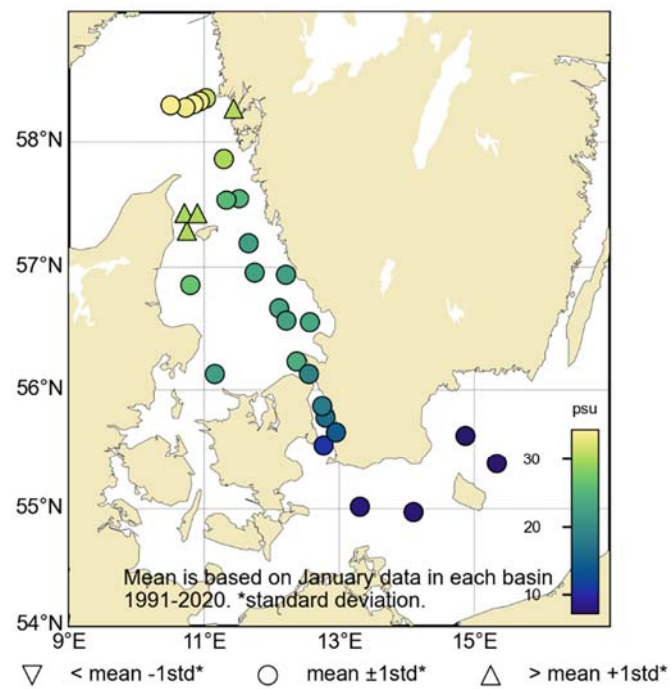 58°N
57°N
56°N
55°N
54°N
psu
30
20
10
Mean is based on January data in each basin
1991-2020. *standard deviation.
9°E 11°E 13°E 15°E
< mean -1std* mean ±1std* > mean +1std*